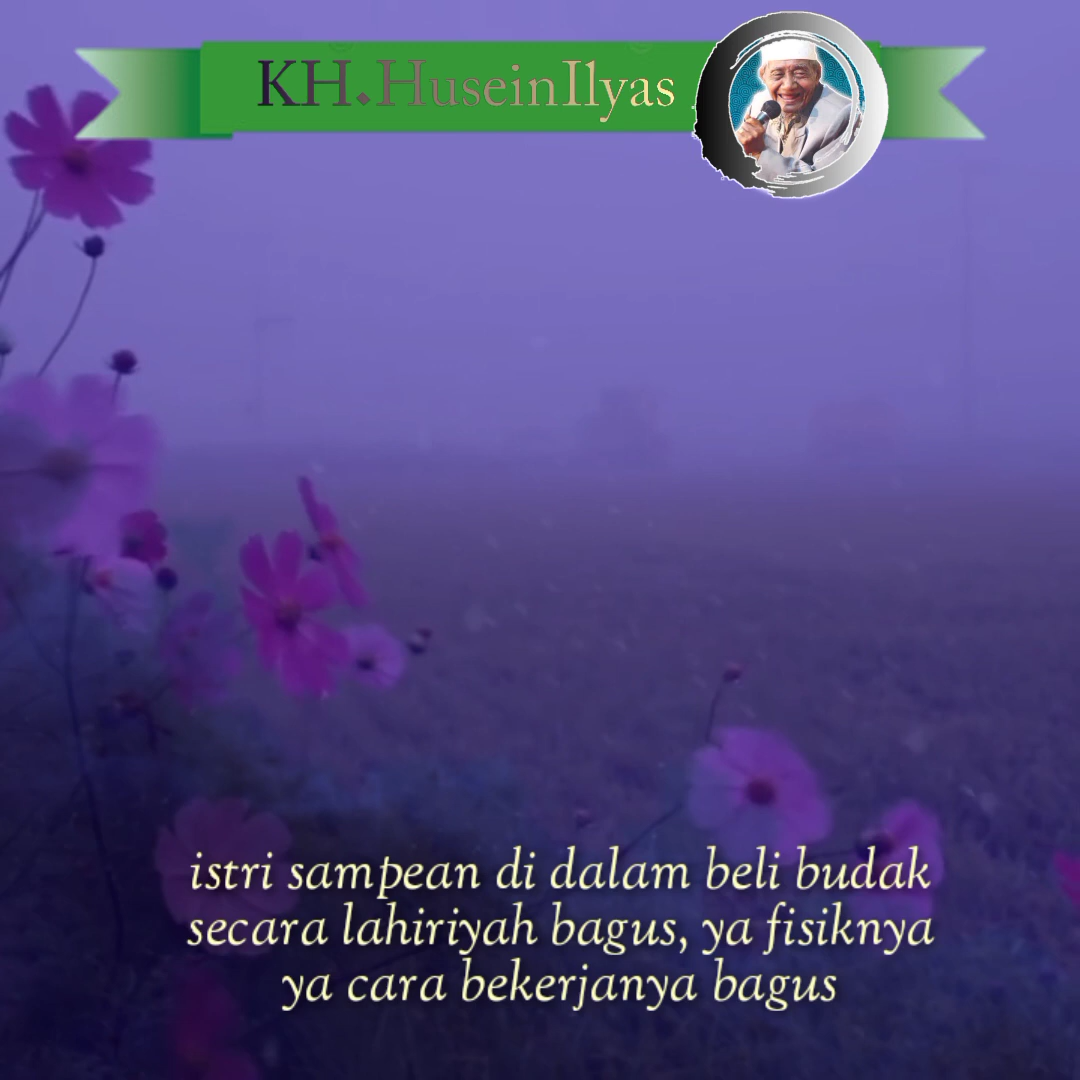 KH.HuseinIlyas
istri sampean di dalam beli budak
secara lahiriyah bagus, ya fisiknya
ya cara bekerjanya bagus